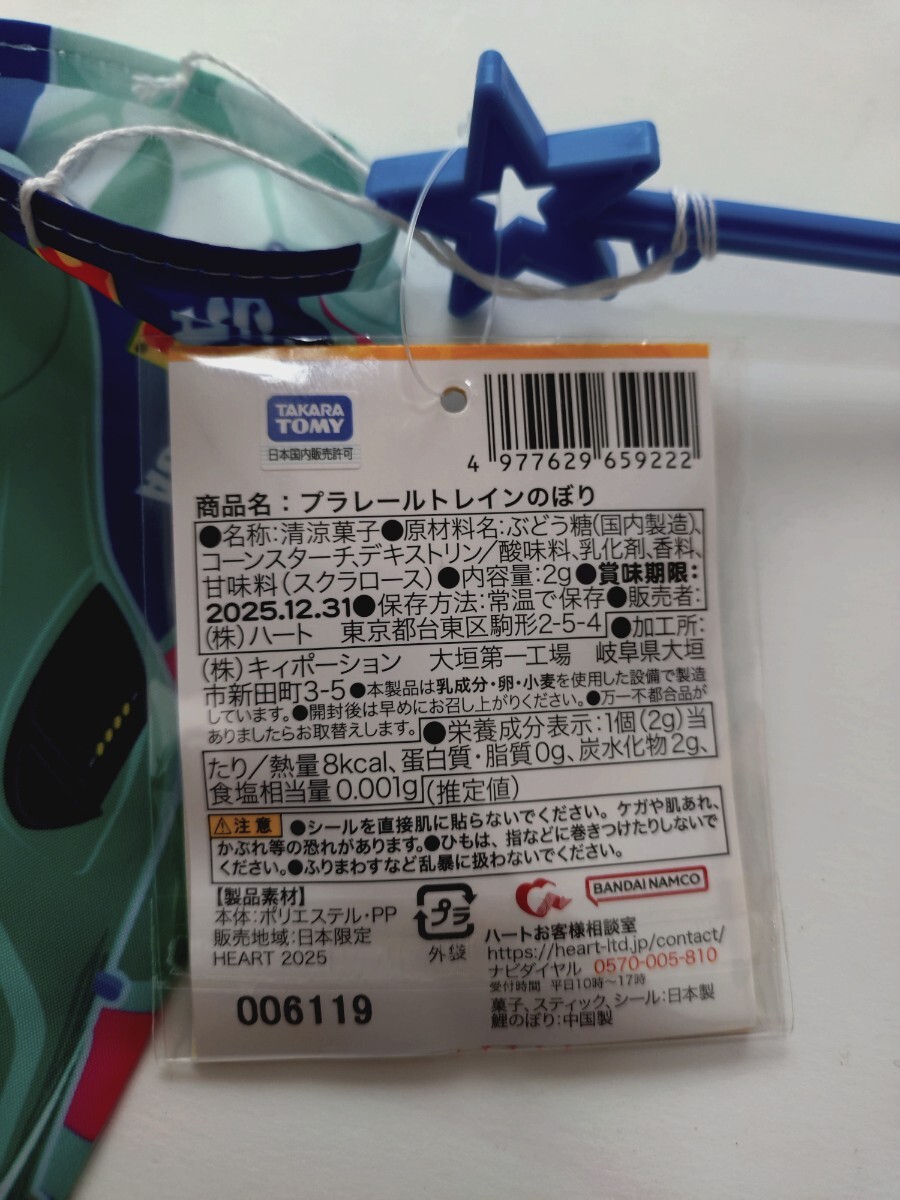 TAKARA
TOMY
日本国内販売許可
4 977629 659222
商品名：プラレールトレインのぼり
●名称：清涼菓子●原材料名：ぶどう糖（国内製造）、
コーンスターチ、デキストリン／酸味料、乳化剤、香料、
甘味料（スクラロース）●内容量：2g●賞味期限：
2025.12.31●保存方法：常温で保存●販売者：
（株）ハート 東京都台東区駒形2-5-4●加工所：
（株）キィポーション 大垣第一工場 岐阜県大垣
市新田町3-5●本製品は乳成分・卵・小麦を使用した設備で製造
しています。●開封後は早めにお召し上がりください。●万一不都合品が
ありましたらお取替えします。●栄養成分表示：1個（2g）当
たり／熱量8kcal、蛋白質・脂質0g、炭水化物2g、
食塩相当量0.001g（推定値）
⚠注意 ●シールを直接肌に貼らないでください。ケガや肌あれ、
かぶれ等の恐れがあります。●ひもは、指などに巻きつけたりしないで
ください。●ふりまわすなど乱暴に扱わないでください。
【製品素材】
本体：ポリエステル・PP
販売地域：日本限定
HEART 2025
プラ
外袋
BANDAI NAMCO
ハートお客様相談室
https://heart-ltd.jp/contact/
ナビダイヤル 0570-005-810
受付時間 平日10時～17時
菓子、スティック、シール：日本製
鯉のぼり：中国製
006119